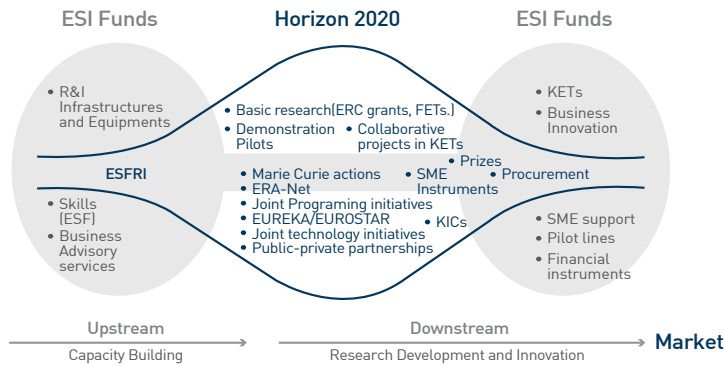 ESI Funds
Horizon 2020
ESI Funds
• R&I
Infrastructures
and Equipments
ESFRI
• Skills
(ESF)
• Business
Advisory
services
• Basic research(ERC grants, FETs.)
• Demonstration
Pilots
• Collaborative
projects in KETs
• Marie Curie actions
• ERA-Net
• Joint Programing initiatives
• EUREKA/EUROSTAR
• Joint technology initiatives
• Public-private partnerships
• SME
Instruments
• KICs
• Prizes
• Procurement
• KETs
• Business
Innovation
• SME support
• Pilot lines
• Financial
instruments
Upstream
Capacity Building
Downstream
Research Development and Innovation
Market